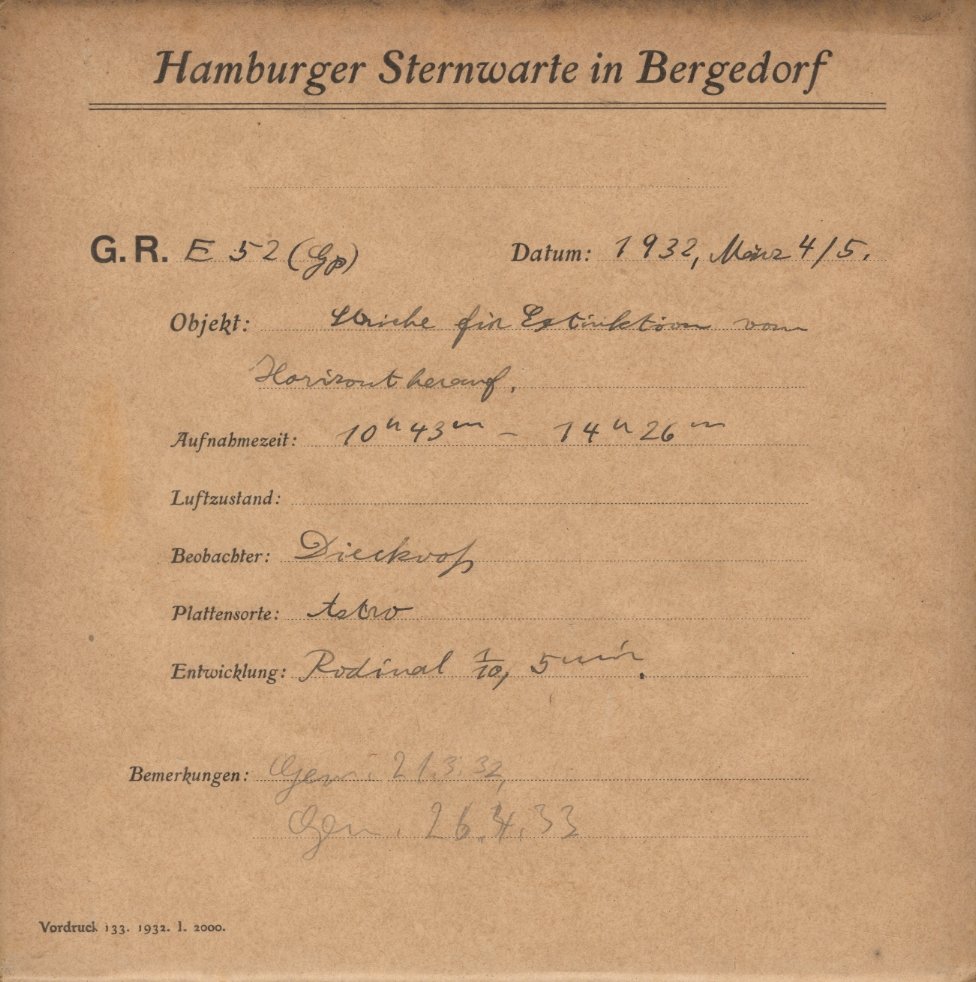 Hamburger Sternwarte in Bergedorf
G.R. E 52 (Gp) Datum: 1932, März 4/5.
Objekt: Striche für Extinktion vom
Horizont herauf.
Aufnahmezeit: 10h 43m – 14h 26m
Luftzustand:
Beobachter: Dieckvoß
Plattensorte: Astro
Entwicklung: Rodinal 1/10, 5 min.
Bemerkungen: Gem. 21.3.32,
Gem. 26.4.33
Vordruck 133. 1932. I. 2000.